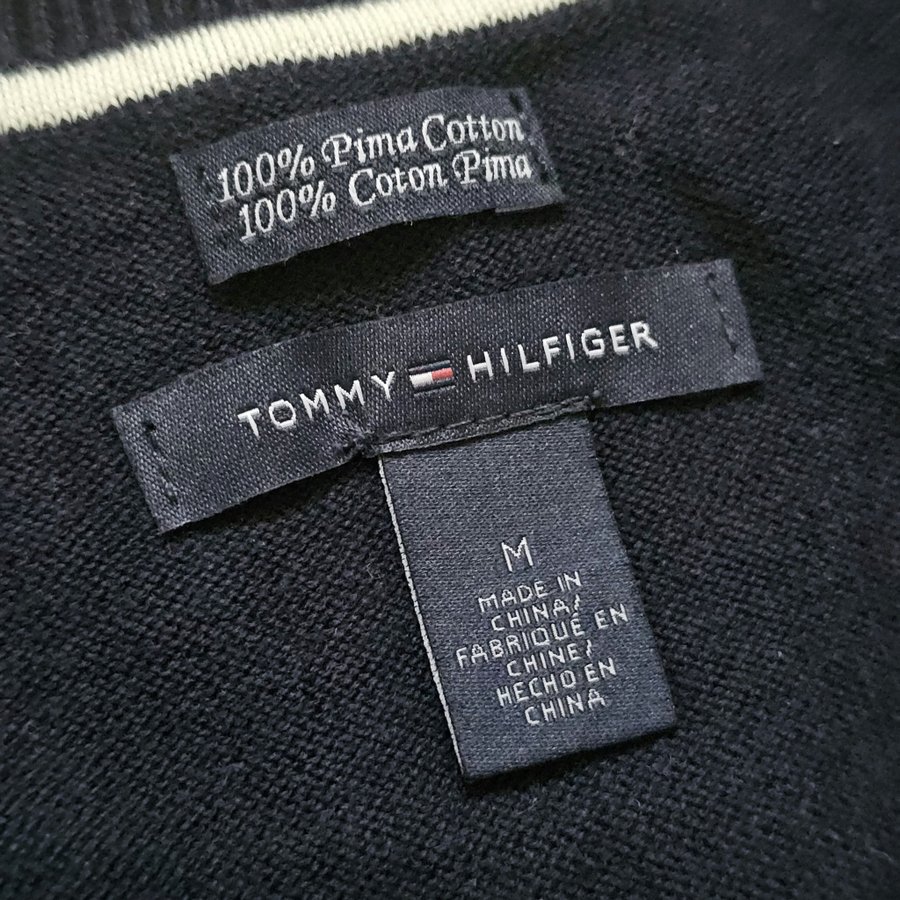 100% Pima Cotton
100% Coton Pima
TOMMY HILFIGER
M
MADE IN
CHINA/
FABRIQUÉ EN
CHINE/
HECHO EN
CHINA